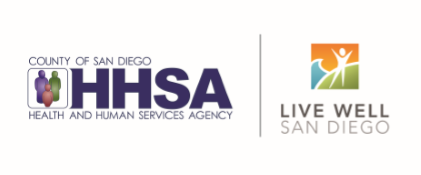 COUNTY OF SAN DIEGO
HHSA
HEALTH AND HUMAN SERVICES AGENCY
LIVE WELL
SAN DIEGO